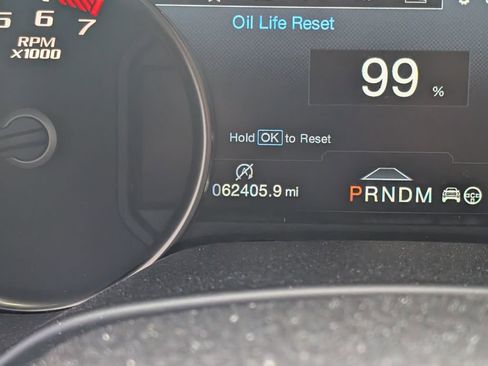 5 6 7
RPM
x1000
Oil Life Reset
99 %
Hold OK to Reset
062405.9 mi
PRNDM